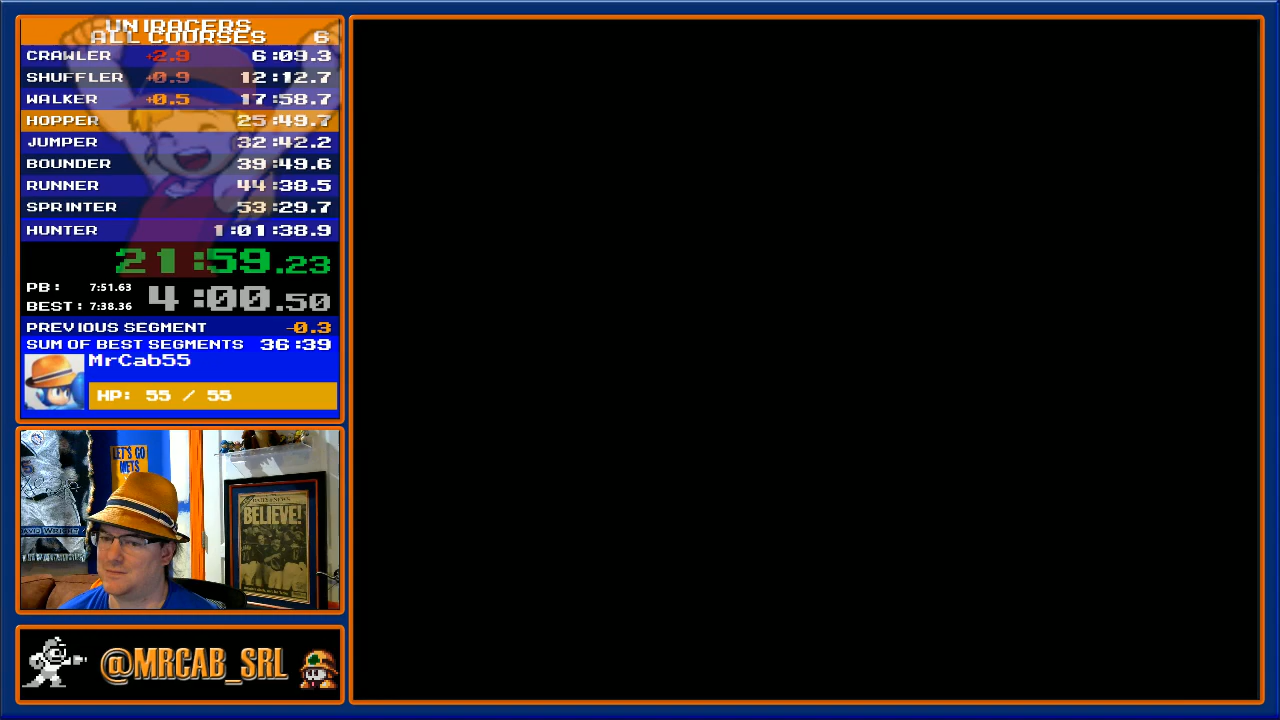 UNIRACERS
ALL COURSES 6
CRAWLER +2.9 6:09.3
SHUFFLER +0.9 12:12.7
WALKER +0.5 17:58.7
HOPPER 25:49.7
JUMPER 32:42.2
BOUNDER 39:49.6
RUNNER 44:38.5
SPRINTER 53:29.7
HUNTER 1:01:38.9
21:59.23
PB: 7:51.63
BEST: 7:38.36
4:00.50
PREVIOUS SEGMENT -0.3
SUM OF BEST SEGMENTS 36:39
MrCab55
HP: 55 / 55
LET'S GO
METS
DAVID WRIGHT
DAILY NEWS
BELIEVE!
@MRCAB_SRL